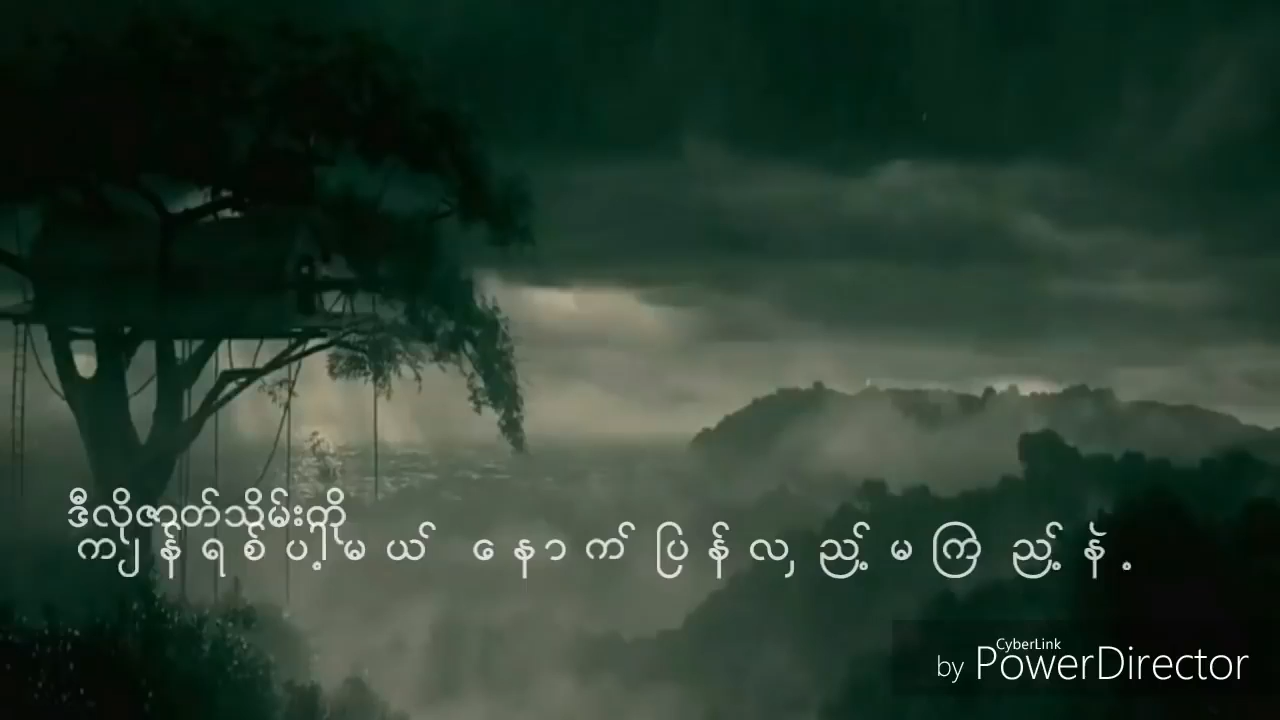 ဒီလိုဇာတ်သိမ်းကို
ကျန်ရစ်ပါ့မယ် နောက်ပြန်လှည့်မကြည့်နဲ့
CyberLink
by PowerDirector